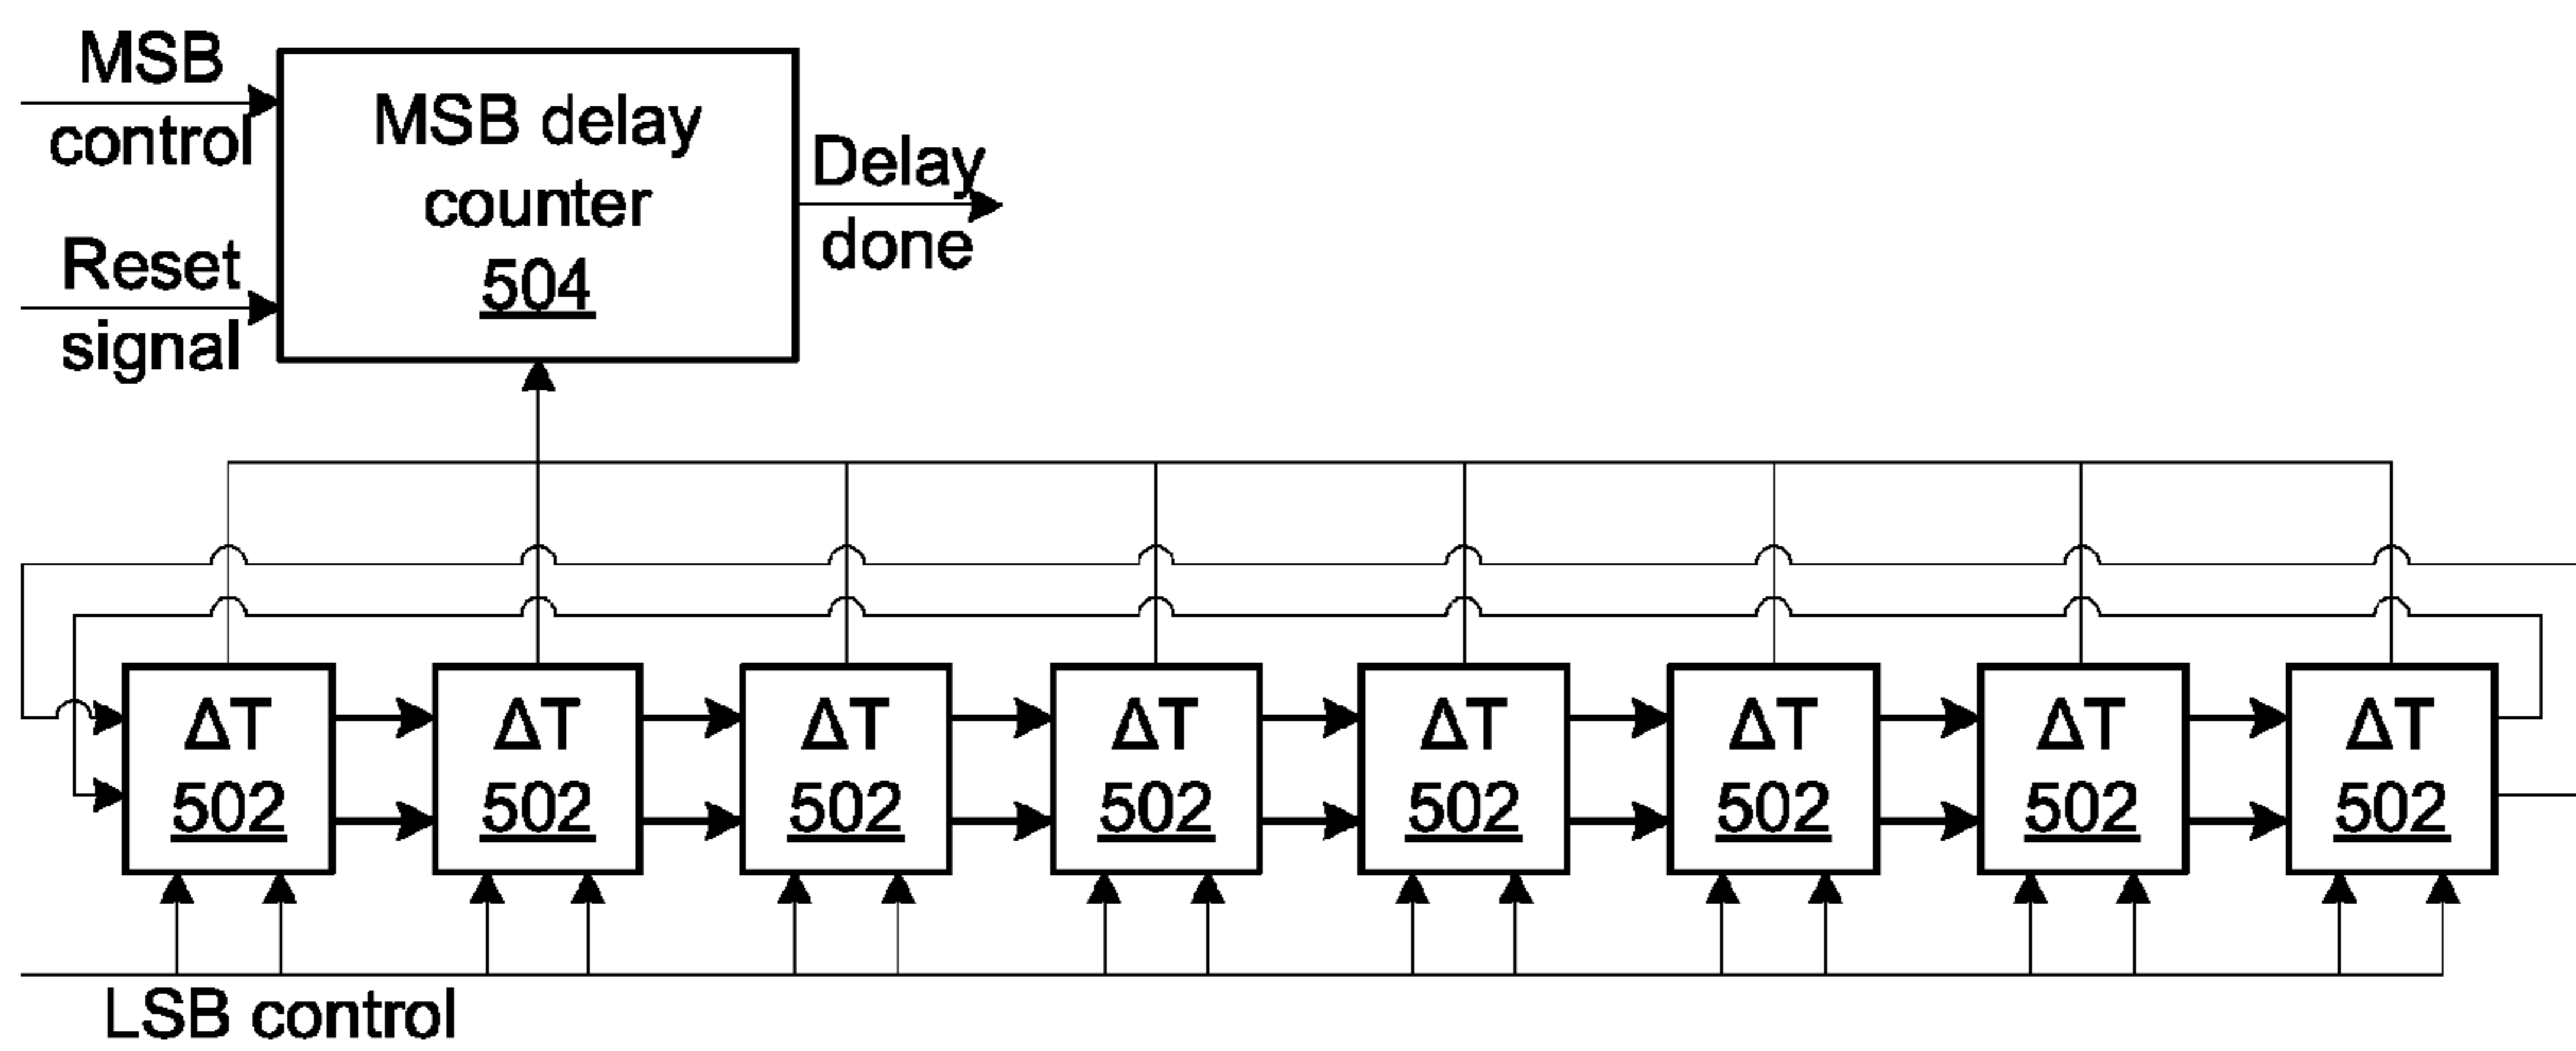 MSB
control
MSB delay
counter
504
Delay
done
Reset
signal
ΔT ΔT ΔT ΔT ΔT ΔT ΔT ΔT
502 502 502 502 502 502 502 502
LSB control